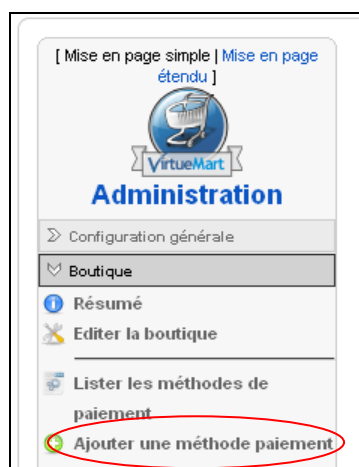 [ Mise en page simple | Mise en page
étendu ]
VirtueMart
Administration
Configuration générale
Boutique
Résumé
Editer la boutique
Lister les méthodes de
paiement
Ajouter une méthode paiement